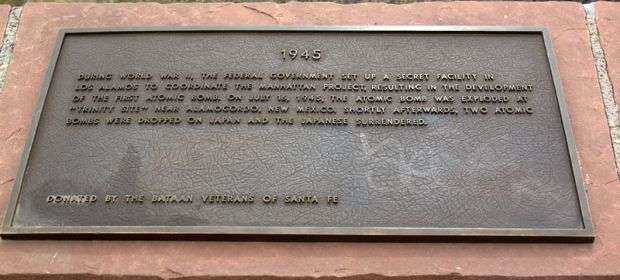 1945
DURING WORLD WAR II, THE FEDERAL GOVERNMENT SET UP A SECRET FACILITY IN
LOS ALAMOS TO COORDINATE THE MANHATTAN PROJECT, RESULTING IN THE DEVELOPMENT
OF THE FIRST ATOMIC BOMB. ON JULY 16, 1945, THE ATOMIC BOMB WAS EXPLODED AT
"TRINITY SITE" NEAR ALAMOGORDO, NEW MEXICO. SHORTLY AFTERWARDS, TWO ATOMIC
BOMBS WERE DROPPED ON JAPAN AND THE JAPANESE SURRENDERED.
DONATED BY THE BATAAN VETERANS OF SANTA FE